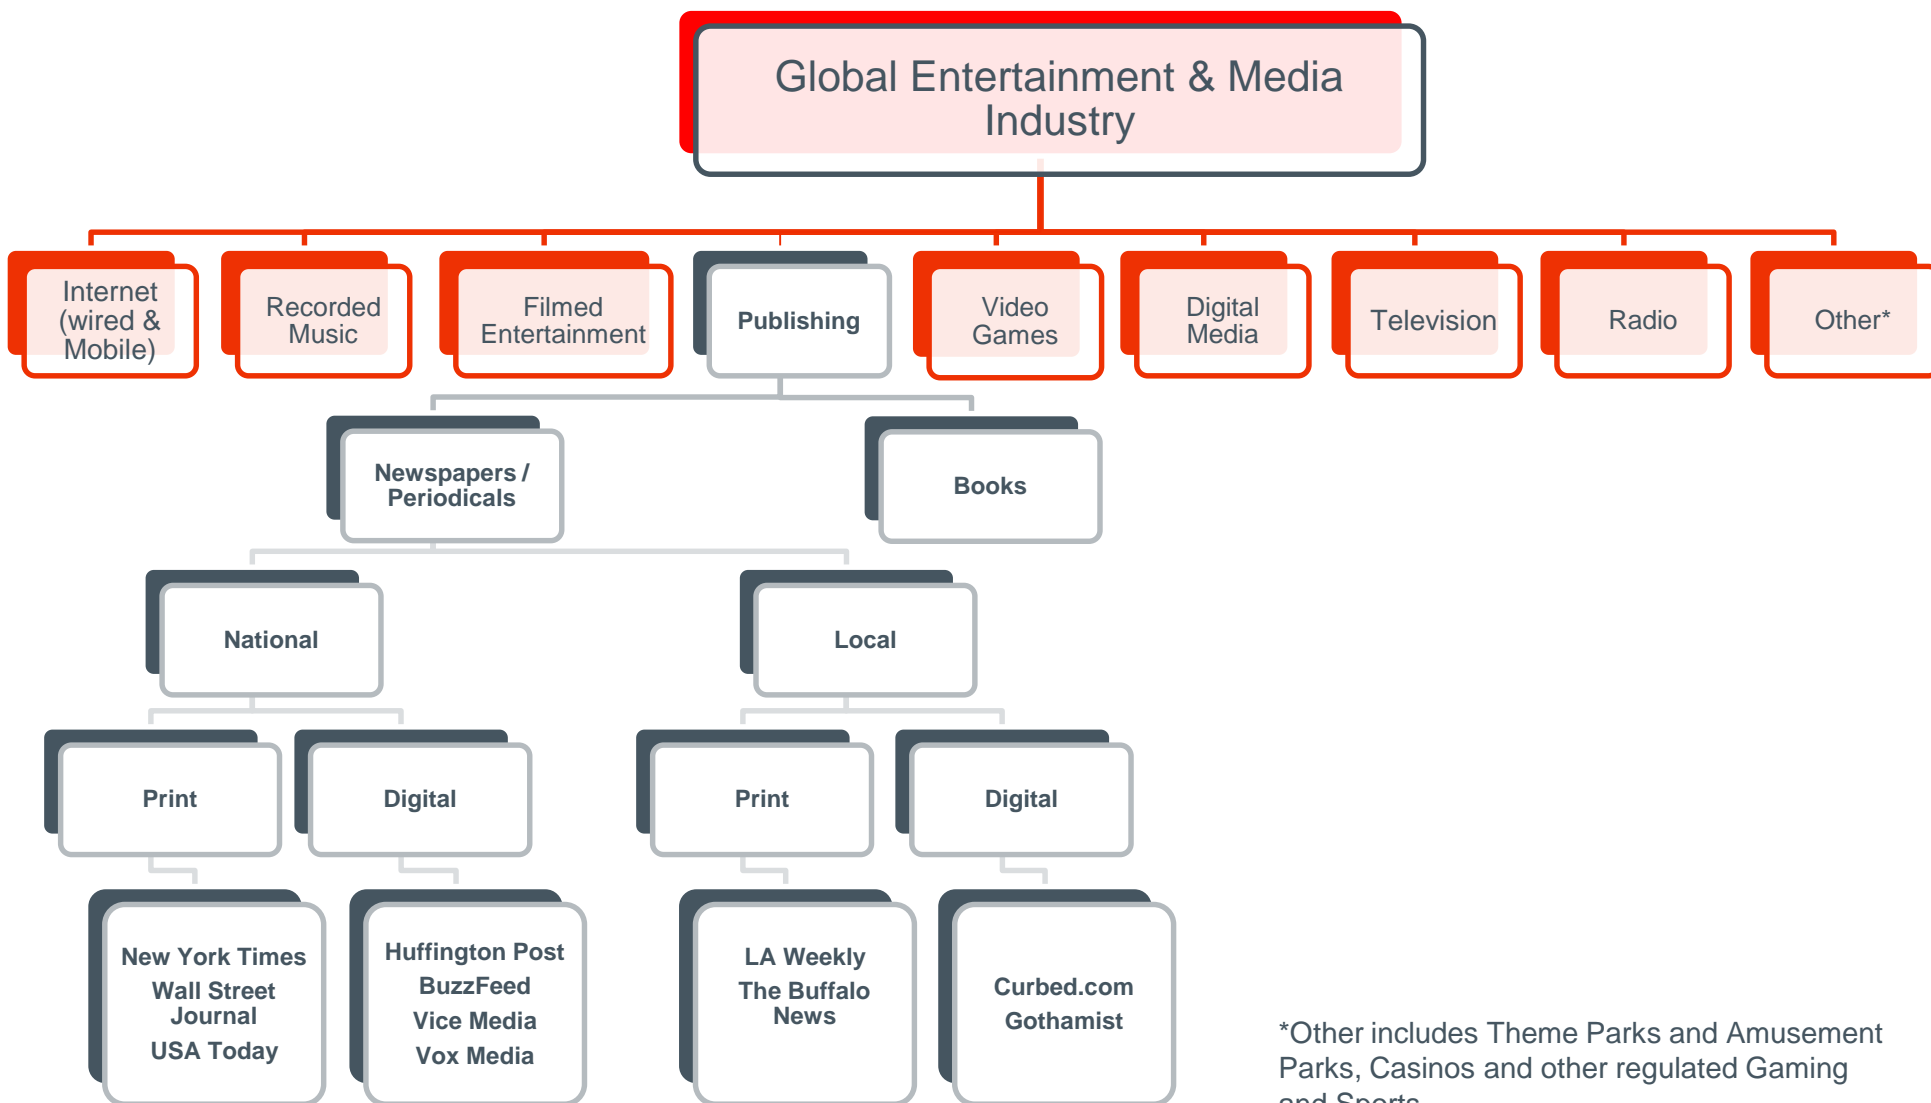 Global Entertainment & Media
Industry
Internet
(wired &
Mobile)
Recorded
Music
Filmed
Entertainment
Publishing
Video
Games
Digital
Media
Television
Radio
Other*
Newspapers /
Periodicals
Books
National
Local
Print
Digital
Print
Digital
New York Times
Wall Street
Journal
USA Today
Huffington Post
BuzzFeed
Vice Media
Vox Media
LA Weekly
The Buffalo
News
Curbed.com
Gothamist
*Other includes Theme Parks and Amusement
Parks, Casinos and other regulated Gaming
and Sports